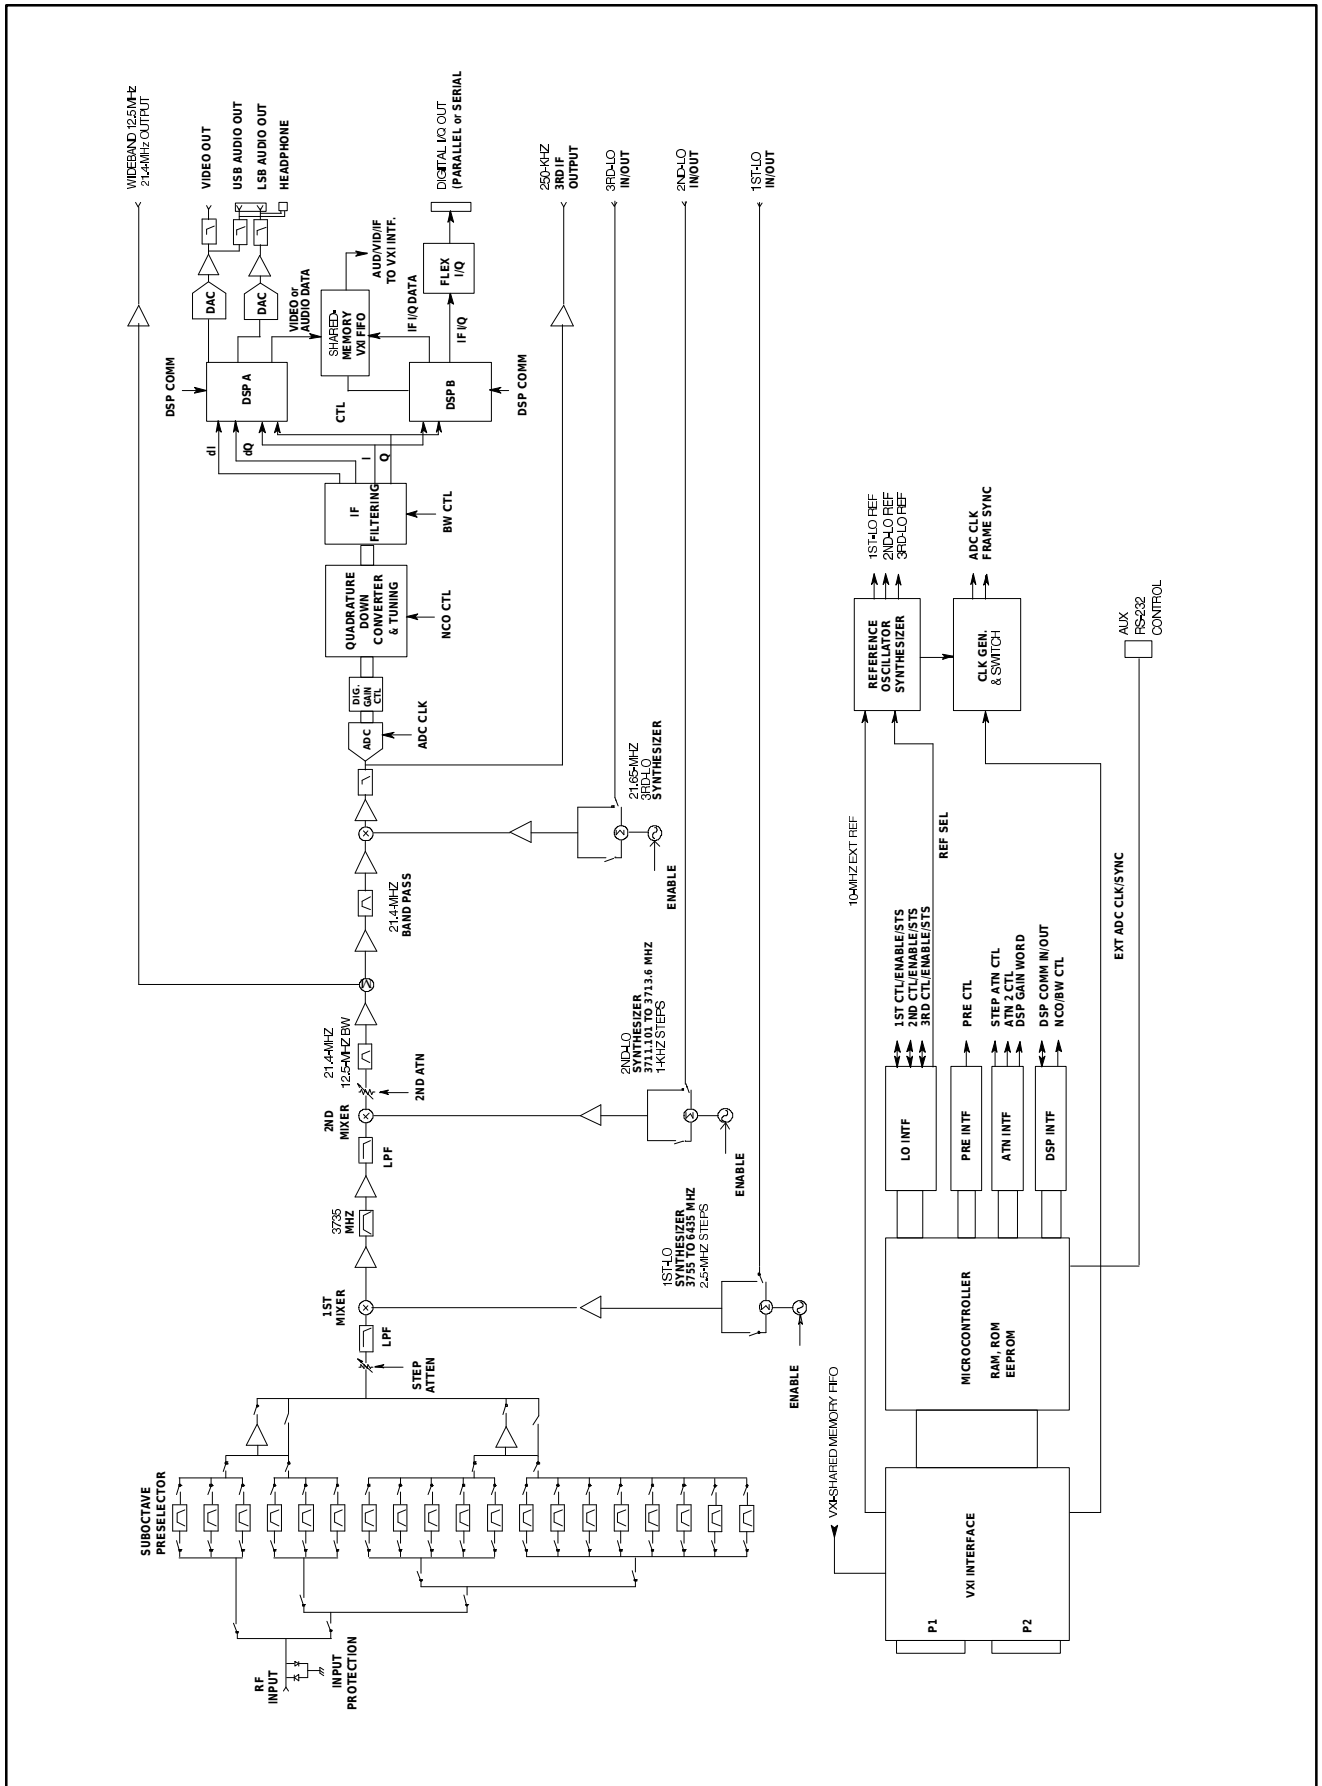 WIDEBAND 12.5MHz
21.4-MHz OUTPUT
VIDEO OUT
USB AUDIO OUT
LSB AUDIO OUT
HEADPHONE
DSP COMM
DAC
DAC
DSP A
VIDEO or
AUDIO DATA
SHARED-
MEMORY
VXI FIFO
AUD/VID/IF
TO VXI INTF.
CTL
IF I/Q DATA
DSP B
DSP COMM
IF I/Q
FLEX
I/Q
DIGITAL I/Q OUT
(PARALLEL or SERIAL)
dI
dQ
I
Q
IF
FILTERING
BW CTL
QUADRATURE
DOWN
CONVERTER
& TUNING
NCO CTL
DIG.
GAIN
CTL
ADC
ADC CLK
250-KHZ
3RD IF
OUTPUT
3RD-LO
IN/OUT
2ND-LO
IN/OUT
1ST-LO
IN/OUT
21.65-MHZ
3RD-LO
SYNTHESIZER
ENABLE
21.4-MHZ
BAND PASS
21.4-MHZ
12.5-MHZ BW
2ND ATN
2ND
MIXER
LPF
2ND-LO
SYNTHESIZER
3711.101 TO 3713.6 MHZ
1-KHZ STEPS
ENABLE
3735
MHZ
1ST
MIXER
LPF
STEP
ATTEN
1ST-LO
SYNTHESIZER
3755 TO 6435 MHZ
2.5-MHZ STEPS
ENABLE
SUBOCTAVE
PRESELECTOR
RF
INPUT
INPUT
PROTECTION
VXI-SHARED MEMORY FIFO
VXI INTERFACE
P1
P2
MICROCONTROLLER
RAM, ROM
EEPROM
LO INTF
PRE INTF
ATN INTF
DSP INTF
1ST CTL/ENABLE/STS
2ND CTL/ENABLE/STS
3RD CTL/ENABLE/STS
PRE CTL
STEP ATN CTL
ATN 2 CTL
DSP GAIN WORD
DSP COMM IN/OUT
NCO/BW CTL
10-MHZ EXT REF
REF SEL
EXT ADC CLK/SYNC
REFERENCE
OSCILLATOR
SYNTHESIZER
1ST-LO REF
2ND-LO REF
3RD-LO REF
CLK GEN.
& SWITCH
ADC CLK
FRAME SYNC
AUX
RS-232
CONTROL